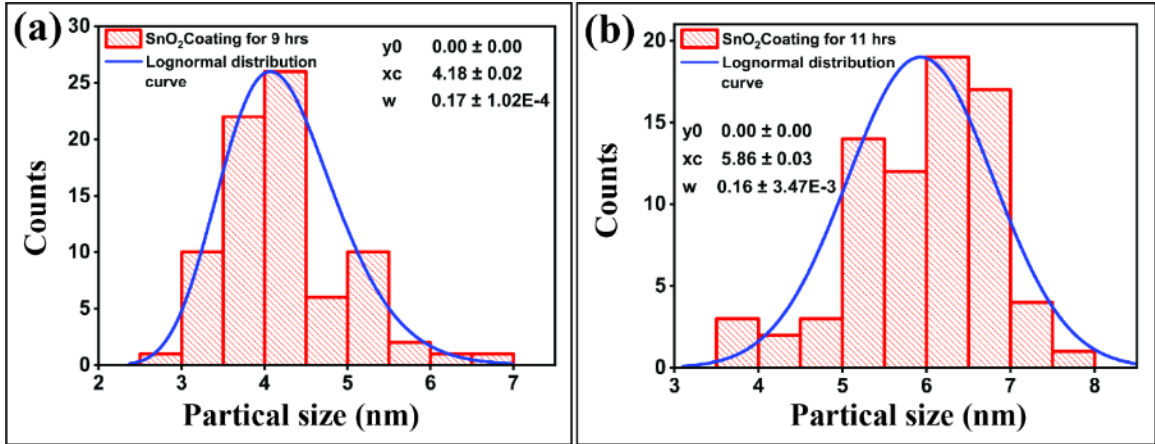 (a)
30
25
20
15
10
5
0
Counts
SnO₂Coating for 9 hrs
Lognormal distribution
curve
y0 0.00 ± 0.00
xc 4.18 ± 0.02
w 0.17 ± 1.02E-4
2 3 4 5 6 7
Partical size (nm)
(b)
20
15
10
5
0
Counts
SnO₂Coating for 11 hrs
Lognormal distribution
curve
y0 0.00 ± 0.00
xc 5.86 ± 0.03
w 0.16 ± 3.47E-3
3 4 5 6 7 8
Partical size (nm)